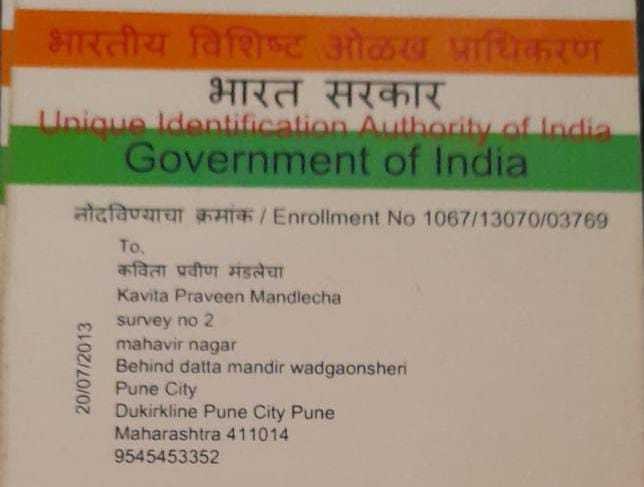 भारतीय विशिष्ट ओळख प्राधिकरण
भारत सरकार
Unique Identification Authority of India
Government of India
नोंदविण्याचा क्रमांक / Enrollment No 1067/13070/03769
To,
कविता प्रवीण मंडलेचा
Kavita Praveen Mandlecha
survey no 2
mahavir nagar
Behind datta mandir wadgaonsheri
Pune City
Dukirkline Pune City Pune
Maharashtra 411014
9545453352
20/07/2013